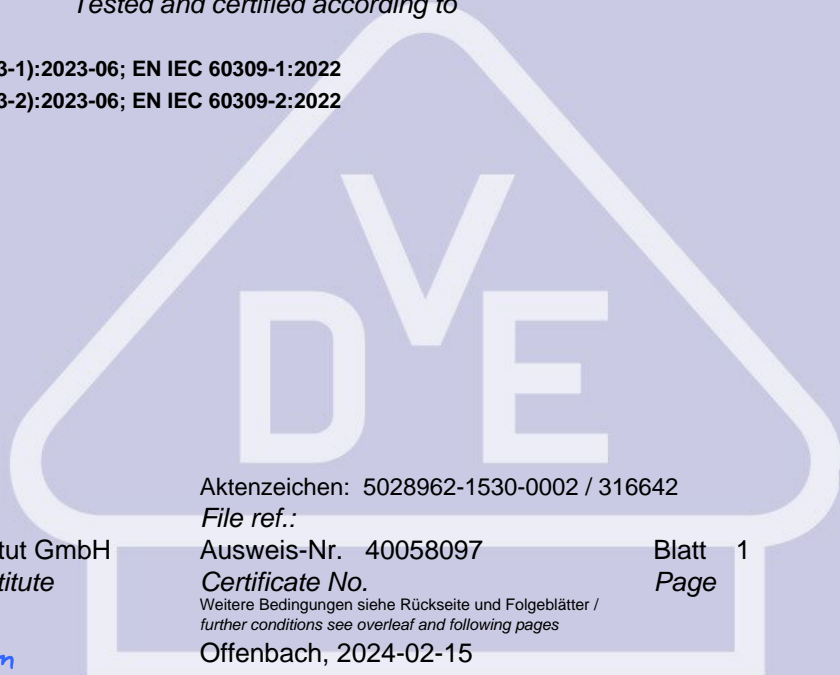 Tested and certified according to
3-1):2023-06; EN IEC 60309-1:2022
3-2):2023-06; EN IEC 60309-2:2022
VDE
Aktenzeichen: 5028962-1530-0002 / 316642
File ref.:
tut GmbH Ausweis-Nr. 40058097 Blatt 1
titute Certificate No. Page
Weitere Bedingungen siehe Rückseite und Folgeblätter /
further conditions see overleaf and following pages
Offenbach, 2024-02-15